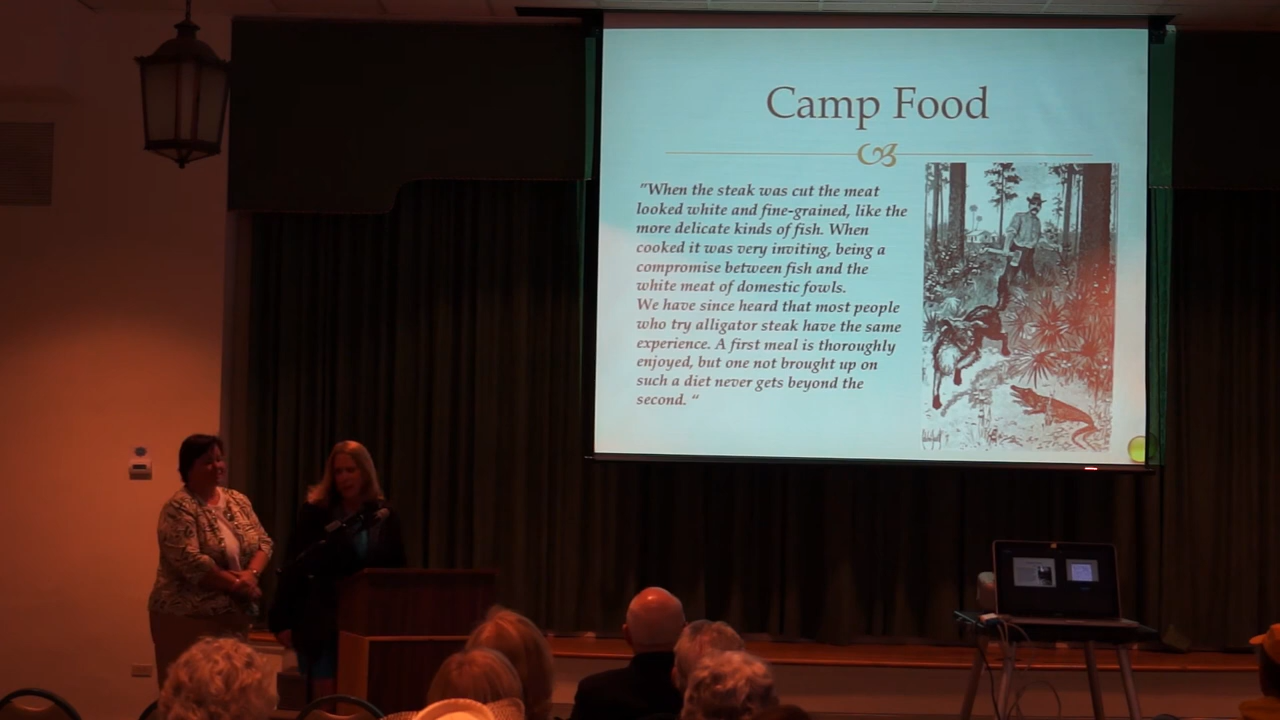 Camp Food
"When the steak was cut the meat
looked white and fine-grained, like the
more delicate kinds of fish. When
cooked it was very inviting, being a
compromise between fish and the
white meat of domestic fowls.
We have since heard that most people
who try alligator steak have the same
experience. A first meal is thoroughly
enjoyed, but one not brought up on
such a diet never gets beyond the
second. “